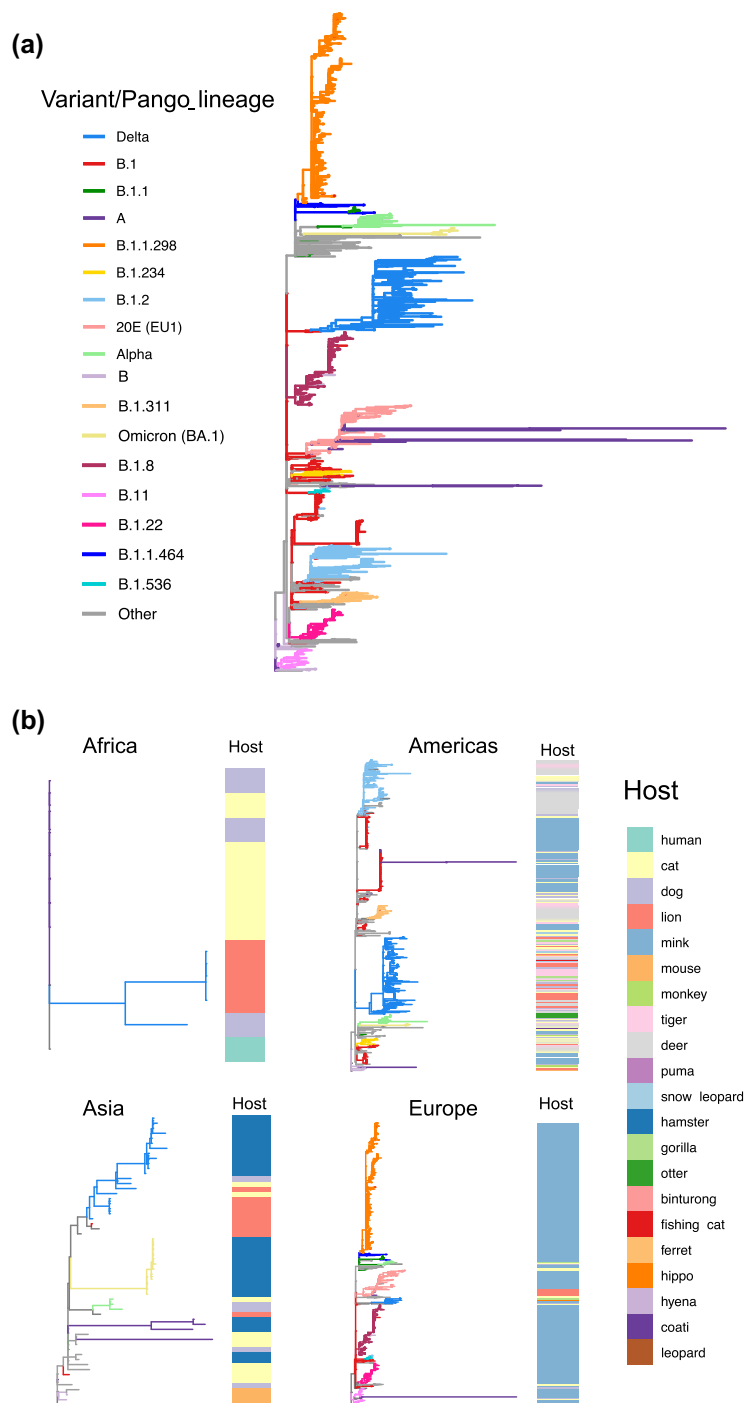 (a)
Variant/Pango_lineage
Delta
B.1
B.1.1
A
B.1.1.298
B.1.234
B.1.2
20E (EU1)
Alpha
B
B.1.311
Omicron (BA.1)
B.1.8
B.11
B.1.22
B.1.1.464
B.1.536
Other
(b)
Africa
Host
Americas
Host
Asia
Host
Europe
Host
Host
human
cat
dog
lion
mink
mouse
monkey
tiger
deer
puma
snow leopard
hamster
gorilla
otter
binturong
fishing cat
ferret
hippo
hyena
coati
leopard